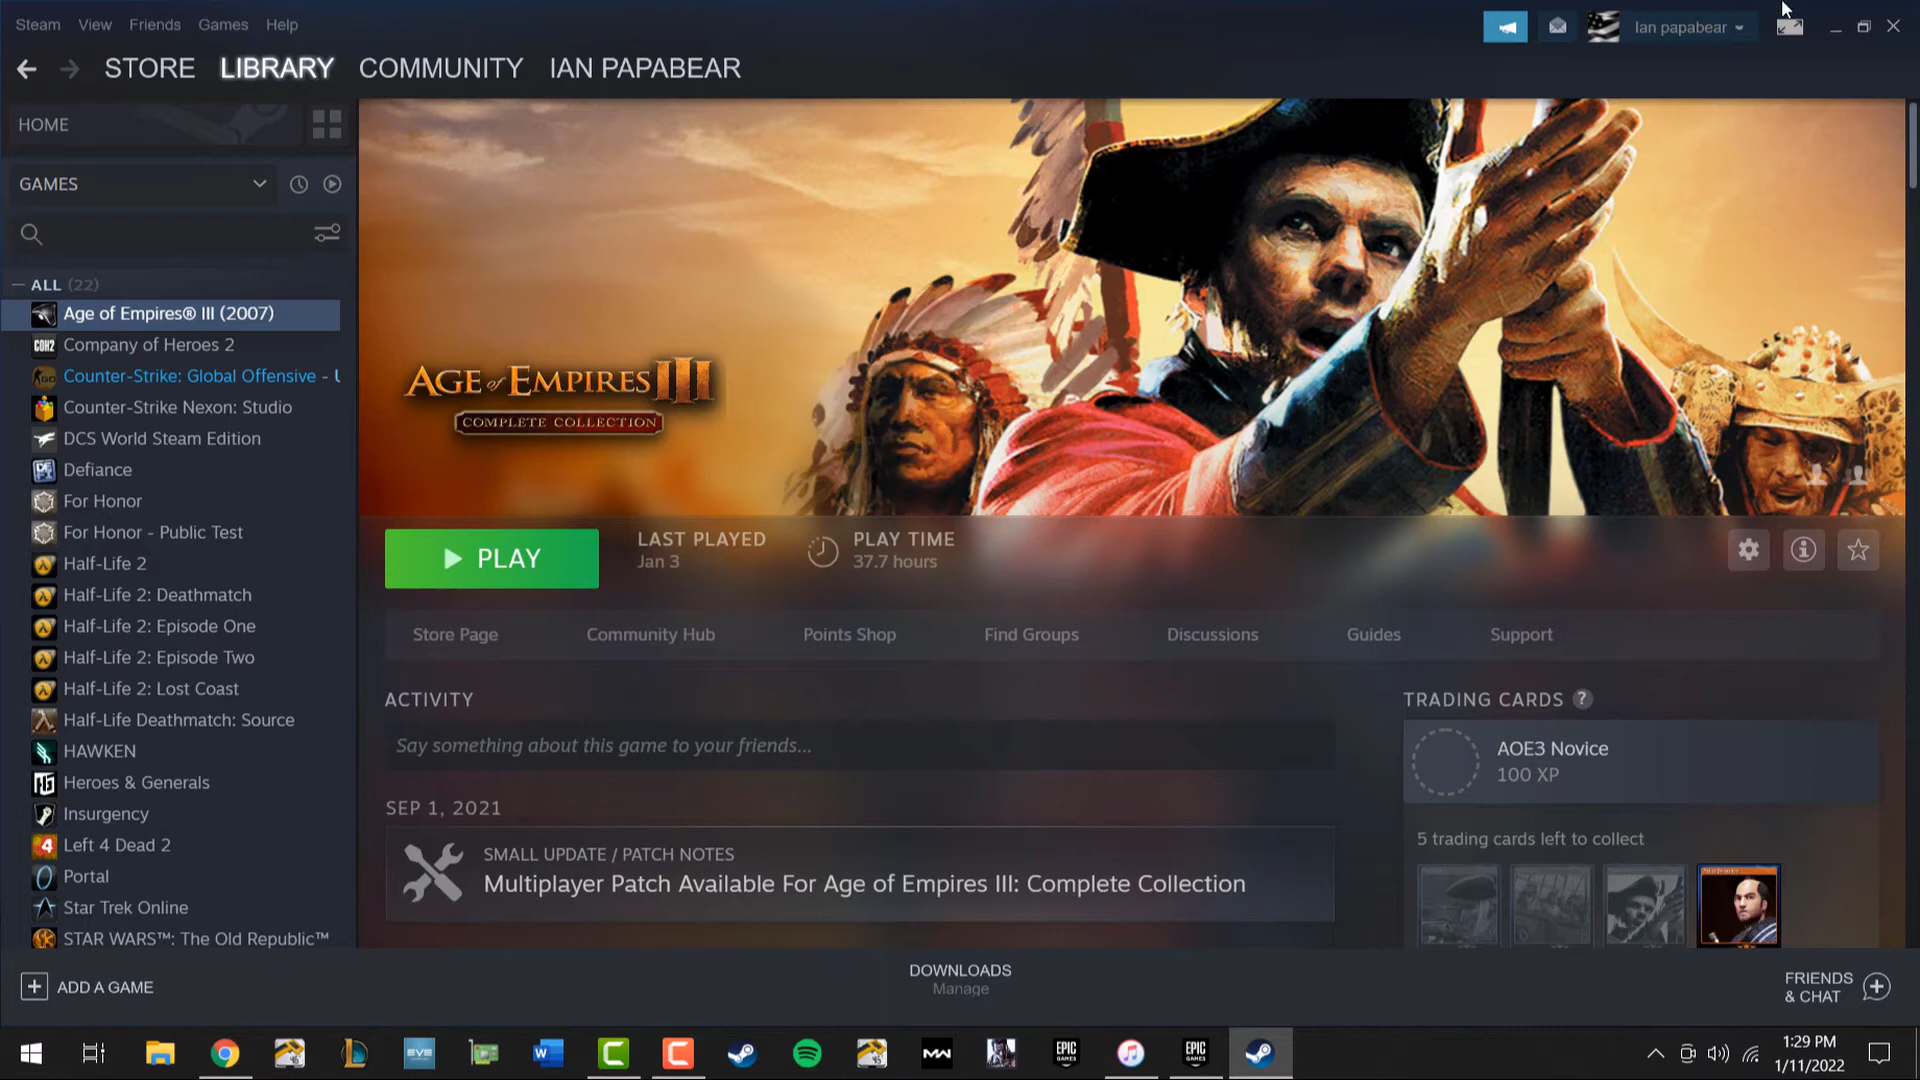 Steam View Friends Games Help
Ian papabear
STORE LIBRARY COMMUNITY IAN PAPABEAR
HOME
GAMES
ALL (22)
Age of Empires® III (2007)
Company of Heroes 2
Counter-Strike: Global Offensive - U
Counter-Strike Nexon: Studio
DCS World Steam Edition
Defiance
For Honor
For Honor - Public Test
Half-Life 2
Half-Life 2: Deathmatch
Half-Life 2: Episode One
Half-Life 2: Episode Two
Half-Life 2: Lost Coast
Half-Life Deathmatch: Source
HAWKEN
Heroes & Generals
Insurgency
Left 4 Dead 2
Portal
Star Trek Online
STAR WARS™: The Old Republic™
AGE of EMPIRES III
COMPLETE COLLECTION
PLAY
LAST PLAYED
Jan 3
PLAY TIME
37.7 hours
Store Page Community Hub Points Shop Find Groups Discussions Guides Support
ACTIVITY
Say something about this game to your friends...
SEP 1, 2021
SMALL UPDATE / PATCH NOTES
Multiplayer Patch Available For Age of Empires III: Complete Collection
TRADING CARDS ?
AOE3 Novice
100 XP
5 trading cards left to collect
ADD A GAME
DOWNLOADS
Manage
FRIENDS
& CHAT
EVE
W
C
C
MW
EPIC
GAMES
EPIC
GAMES
1:29 PM
1/11/2022